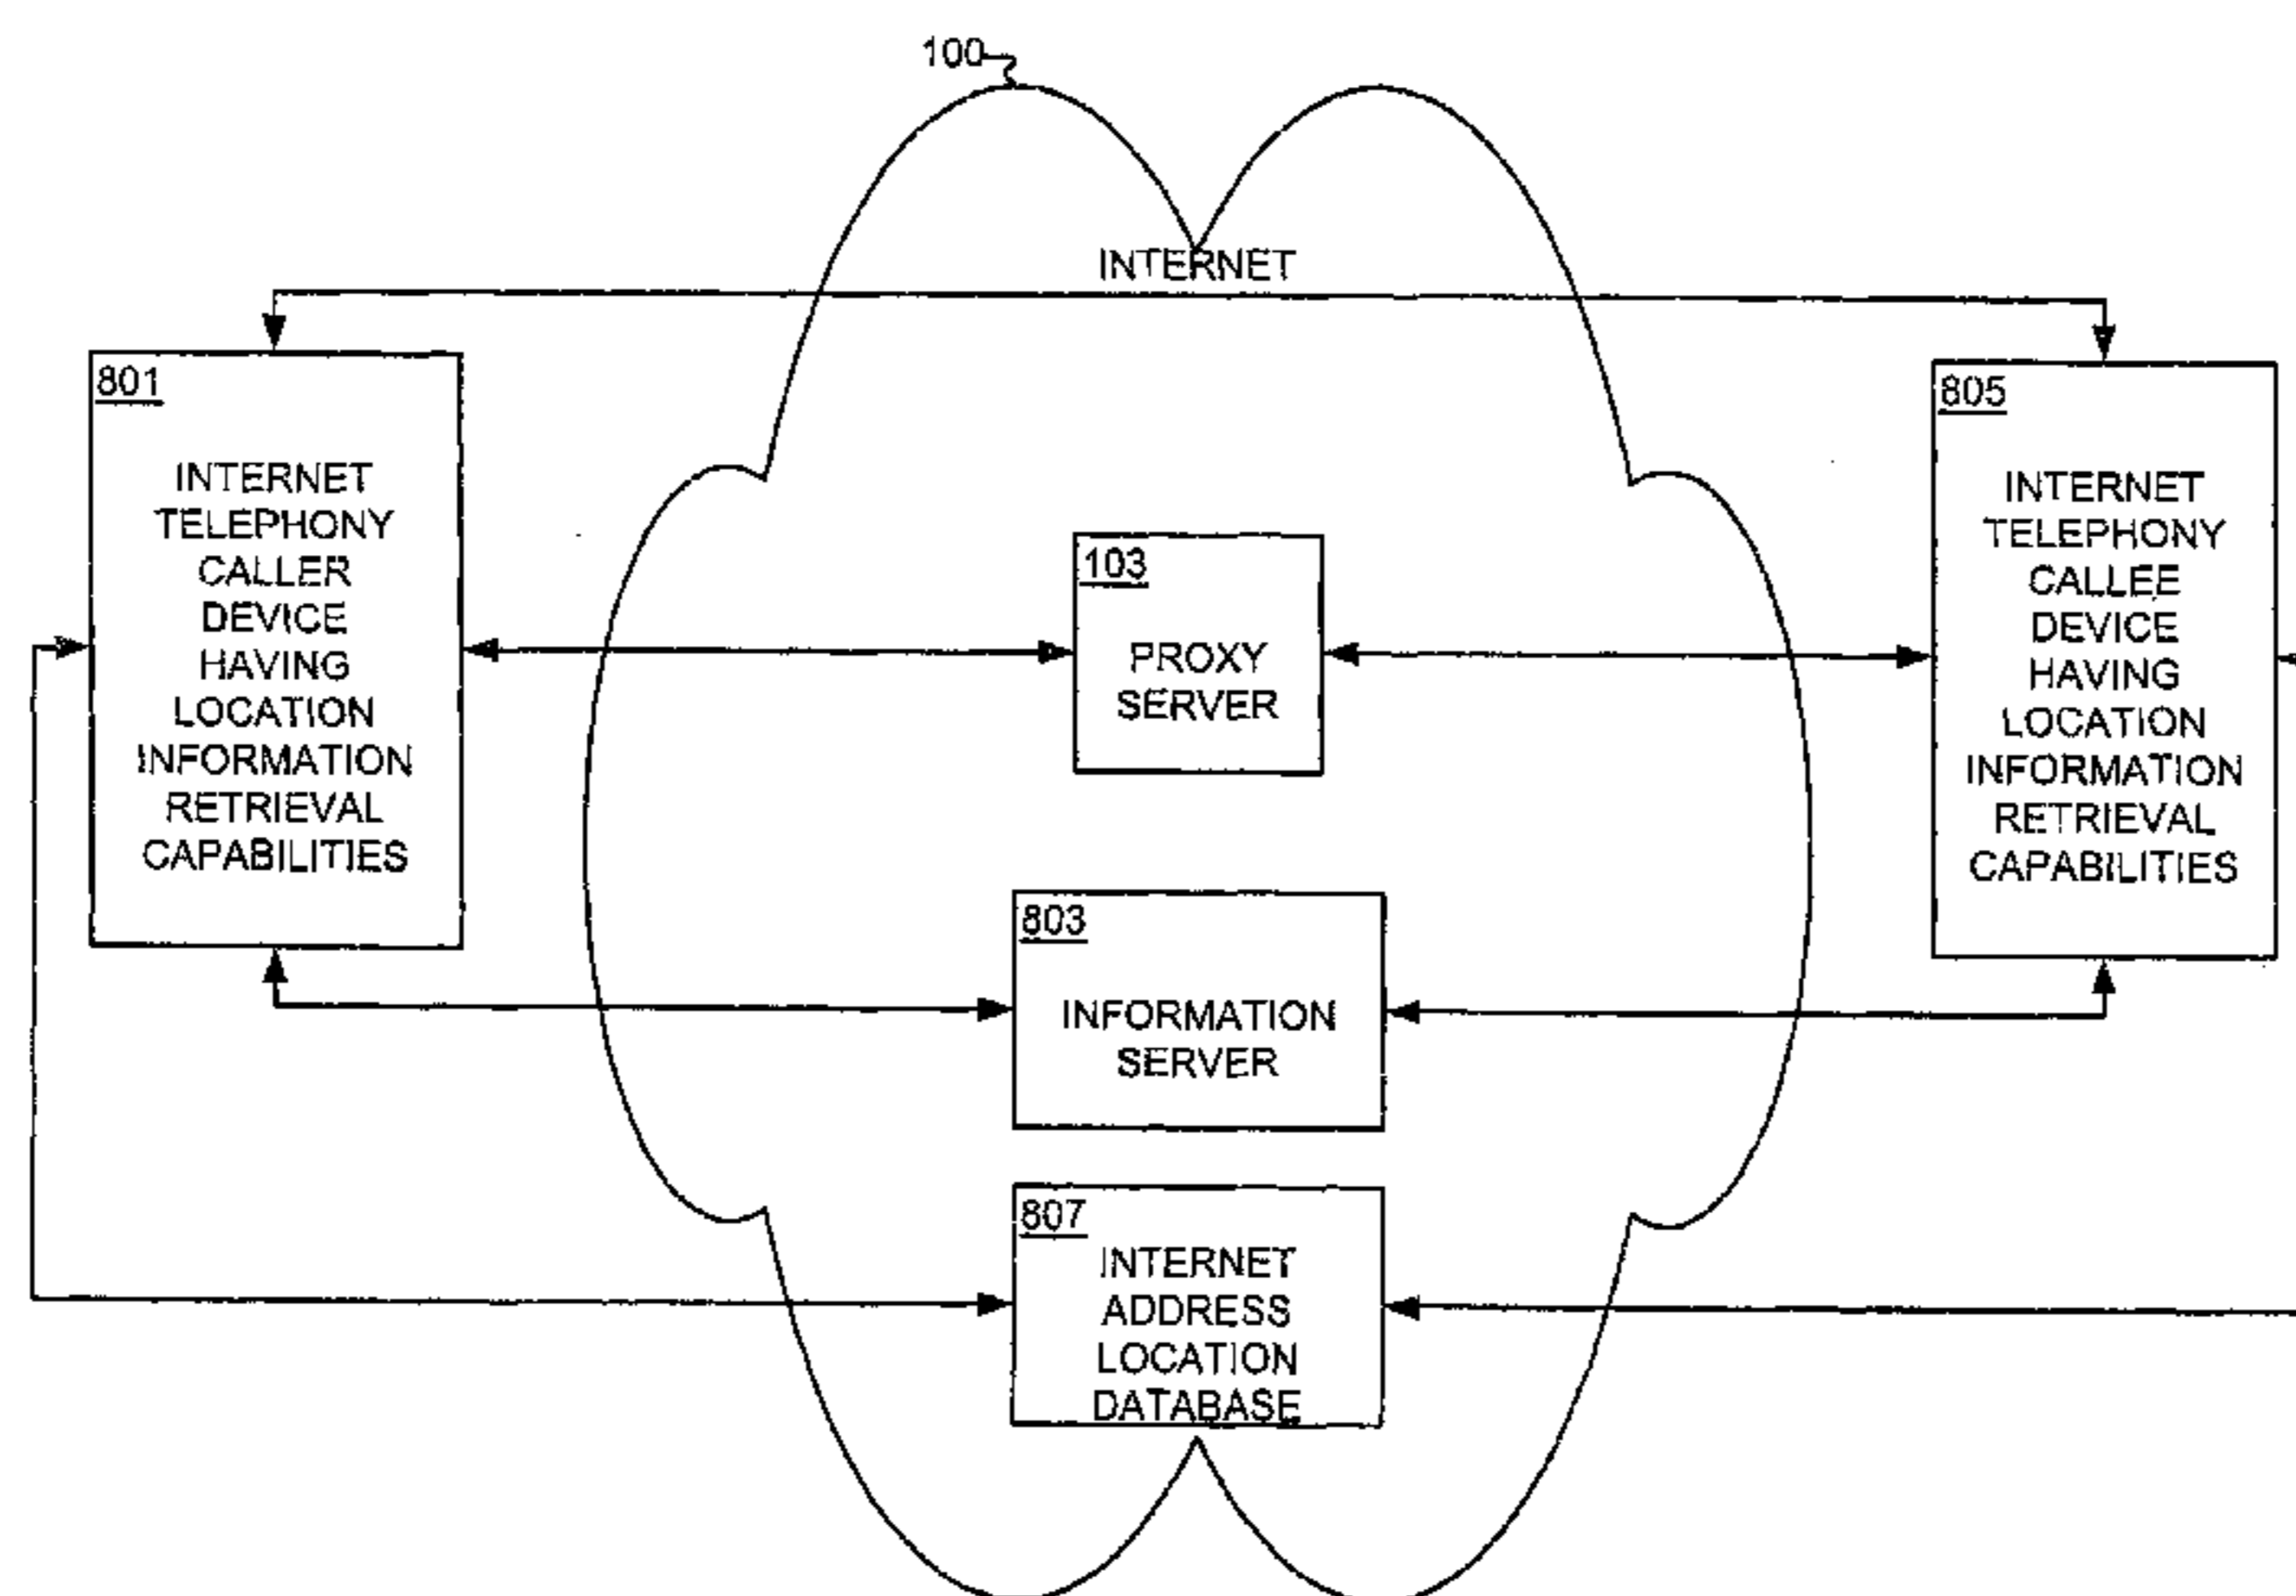 100
INTERNET
801
INTERNET
TELEPHONY
CALLER
DEVICE
HAVING
LOCATION
INFORMATION
RETRIEVAL
CAPABILITIES
103
PROXY
SERVER
803
INFORMATION
SERVER
807
INTERNET
ADDRESS
LOCATION
DATABASE
805
INTERNET
TELEPHONY
CALLEE
DEVICE
HAVING
LOCATION
INFORMATION
RETRIEVAL
CAPABILITIES